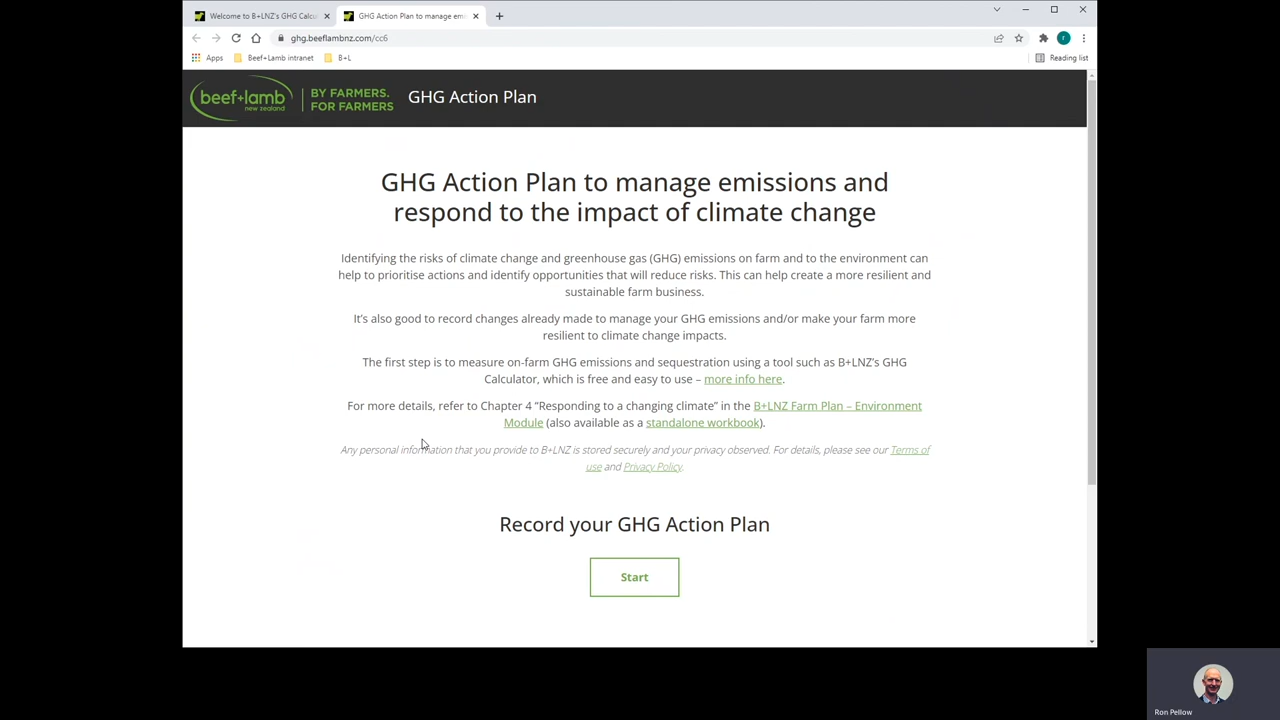 Welcome to B+LNZ's GHG Calcu
GHG Action Plan to manage emis
ghg.beeflambnz.com/cc6
Apps
Beef+Lamb intranet
B+L
Reading list
beef+lamb
new zealand
BY FARMERS.
FOR FARMERS
GHG Action Plan
GHG Action Plan to manage emissions and
respond to the impact of climate change
Identifying the risks of climate change and greenhouse gas (GHG) emissions on farm and to the environment can
help to prioritise actions and identify opportunities that will reduce risks. This can help create a more resilient and
sustainable farm business.
It's also good to record changes already made to manage your GHG emissions and/or make your farm more
resilient to climate change impacts.
The first step is to measure on-farm GHG emissions and sequestration using a tool such as B+LNZ's GHG
Calculator, which is free and easy to use – more info here.
For more details, refer to Chapter 4 “Responding to a changing climate” in the B+LNZ Farm Plan – Environment
Module (also available as a standalone workbook).
Any personal information that you provide to B+LNZ is stored securely and your privacy observed. For details, please see our Terms of
use and Privacy Policy.
Record your GHG Action Plan
Start
Ron Pellow